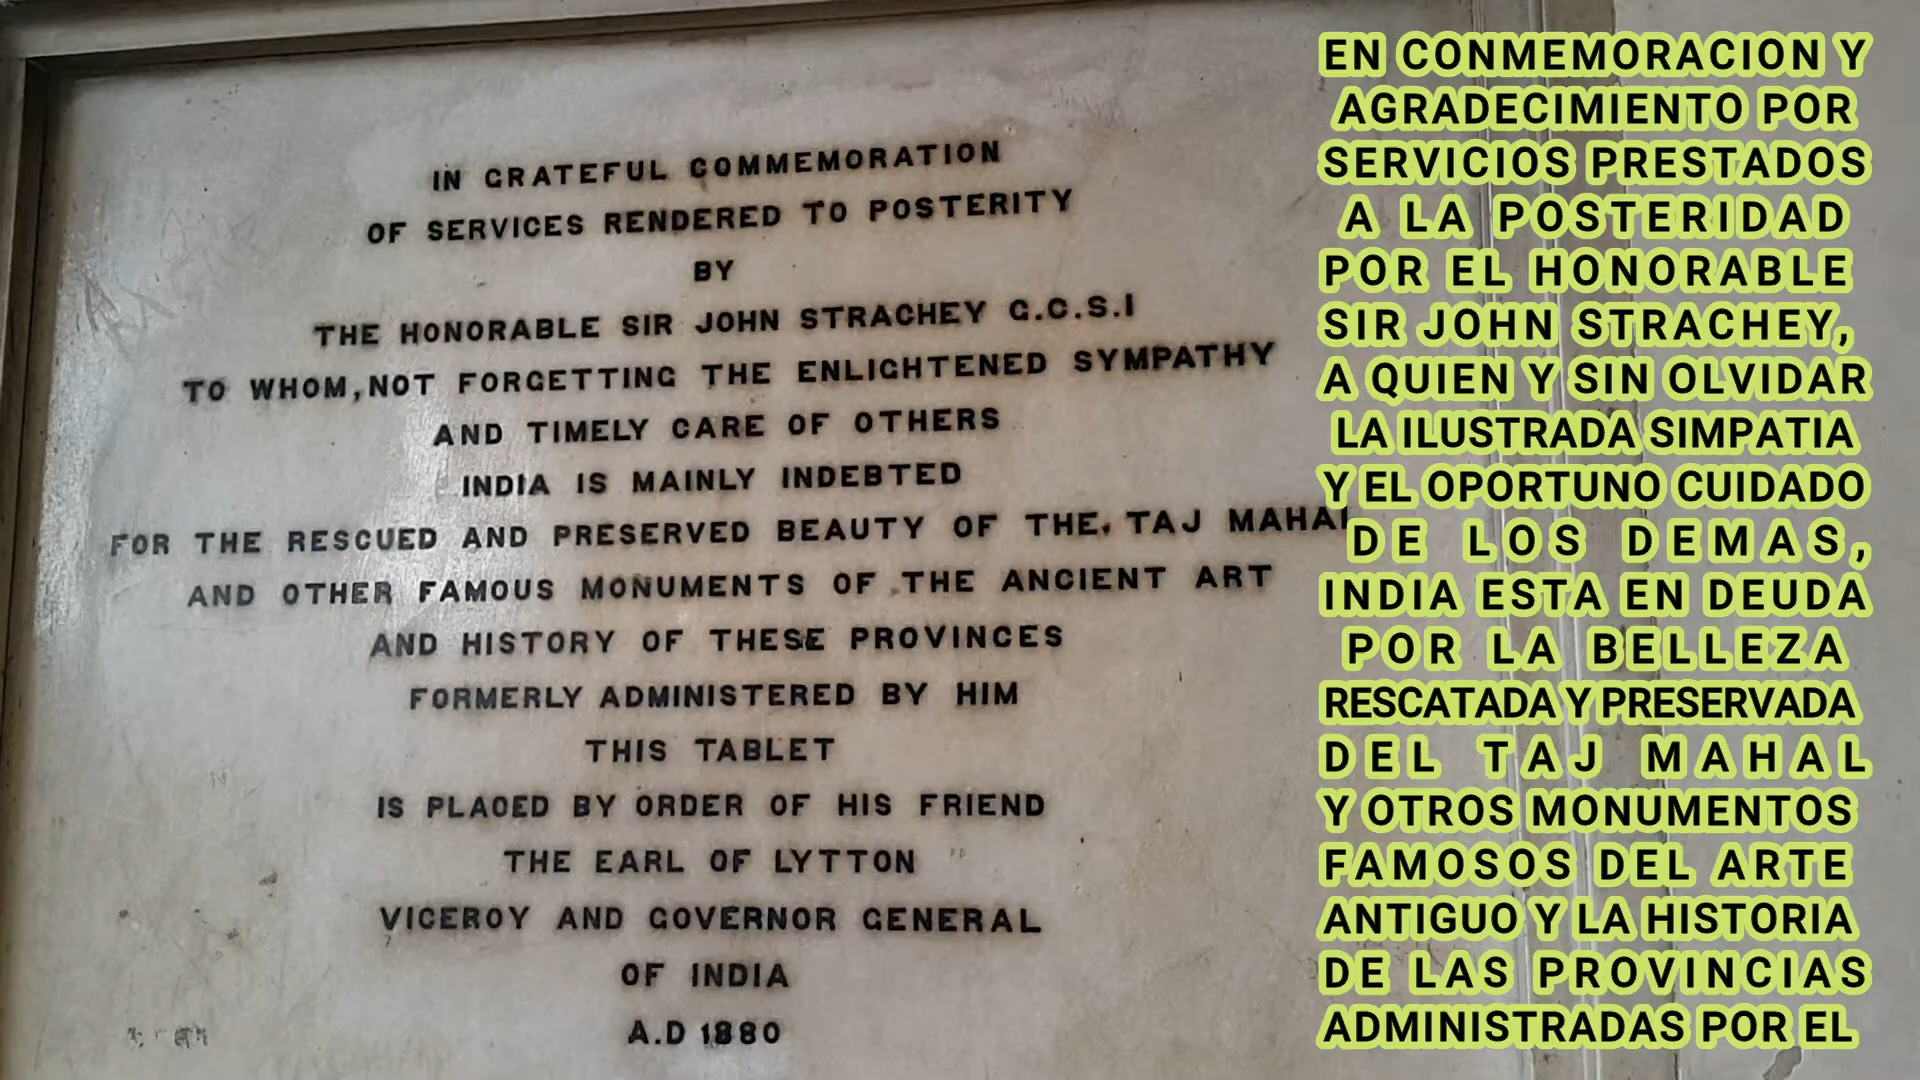 IN GRATEFUL COMMEMORATION
OF SERVICES RENDERED TO POSTERITY
BY
THE HONORABLE SIR JOHN STRACHEY G.C.S.I
TO WHOM, NOT FORGETTING THE ENLIGHTENED SYMPATHY
AND TIMELY CARE OF OTHERS
INDIA IS MAINLY INDEBTED
FOR THE RESCUED AND PRESERVED BEAUTY OF THE. TAJ MAHAL
AND OTHER FAMOUS MONUMENTS OF THE ANCIENT ART
AND HISTORY OF THESE PROVINCES
FORMERLY ADMINISTERED BY HIM
THIS TABLET
IS PLACED BY ORDER OF HIS FRIEND
THE EARL OF LYTTON
VICEROY AND GOVERNOR GENERAL
OF INDIA
A.D 1880
EN CONMEMORACION Y
AGRADECIMIENTO POR
SERVICIOS PRESTADOS
A LA POSTERIDAD
POR EL HONORABLE
SIR JOHN STRACHEY,
A QUIEN Y SIN OLVIDAR
LA ILUSTRADA SIMPATIA
Y EL OPORTUNO CUIDADO
DE LOS DEMAS,
INDIA ESTA EN DEUDA
POR LA BELLEZA
RESCATADA Y PRESERVADA
DEL TAJ MAHAL
Y OTROS MONUMENTOS
FAMOSOS DEL ARTE
ANTIGUO Y LA HISTORIA
DE LAS PROVINCIAS
ADMINISTRADAS POR EL